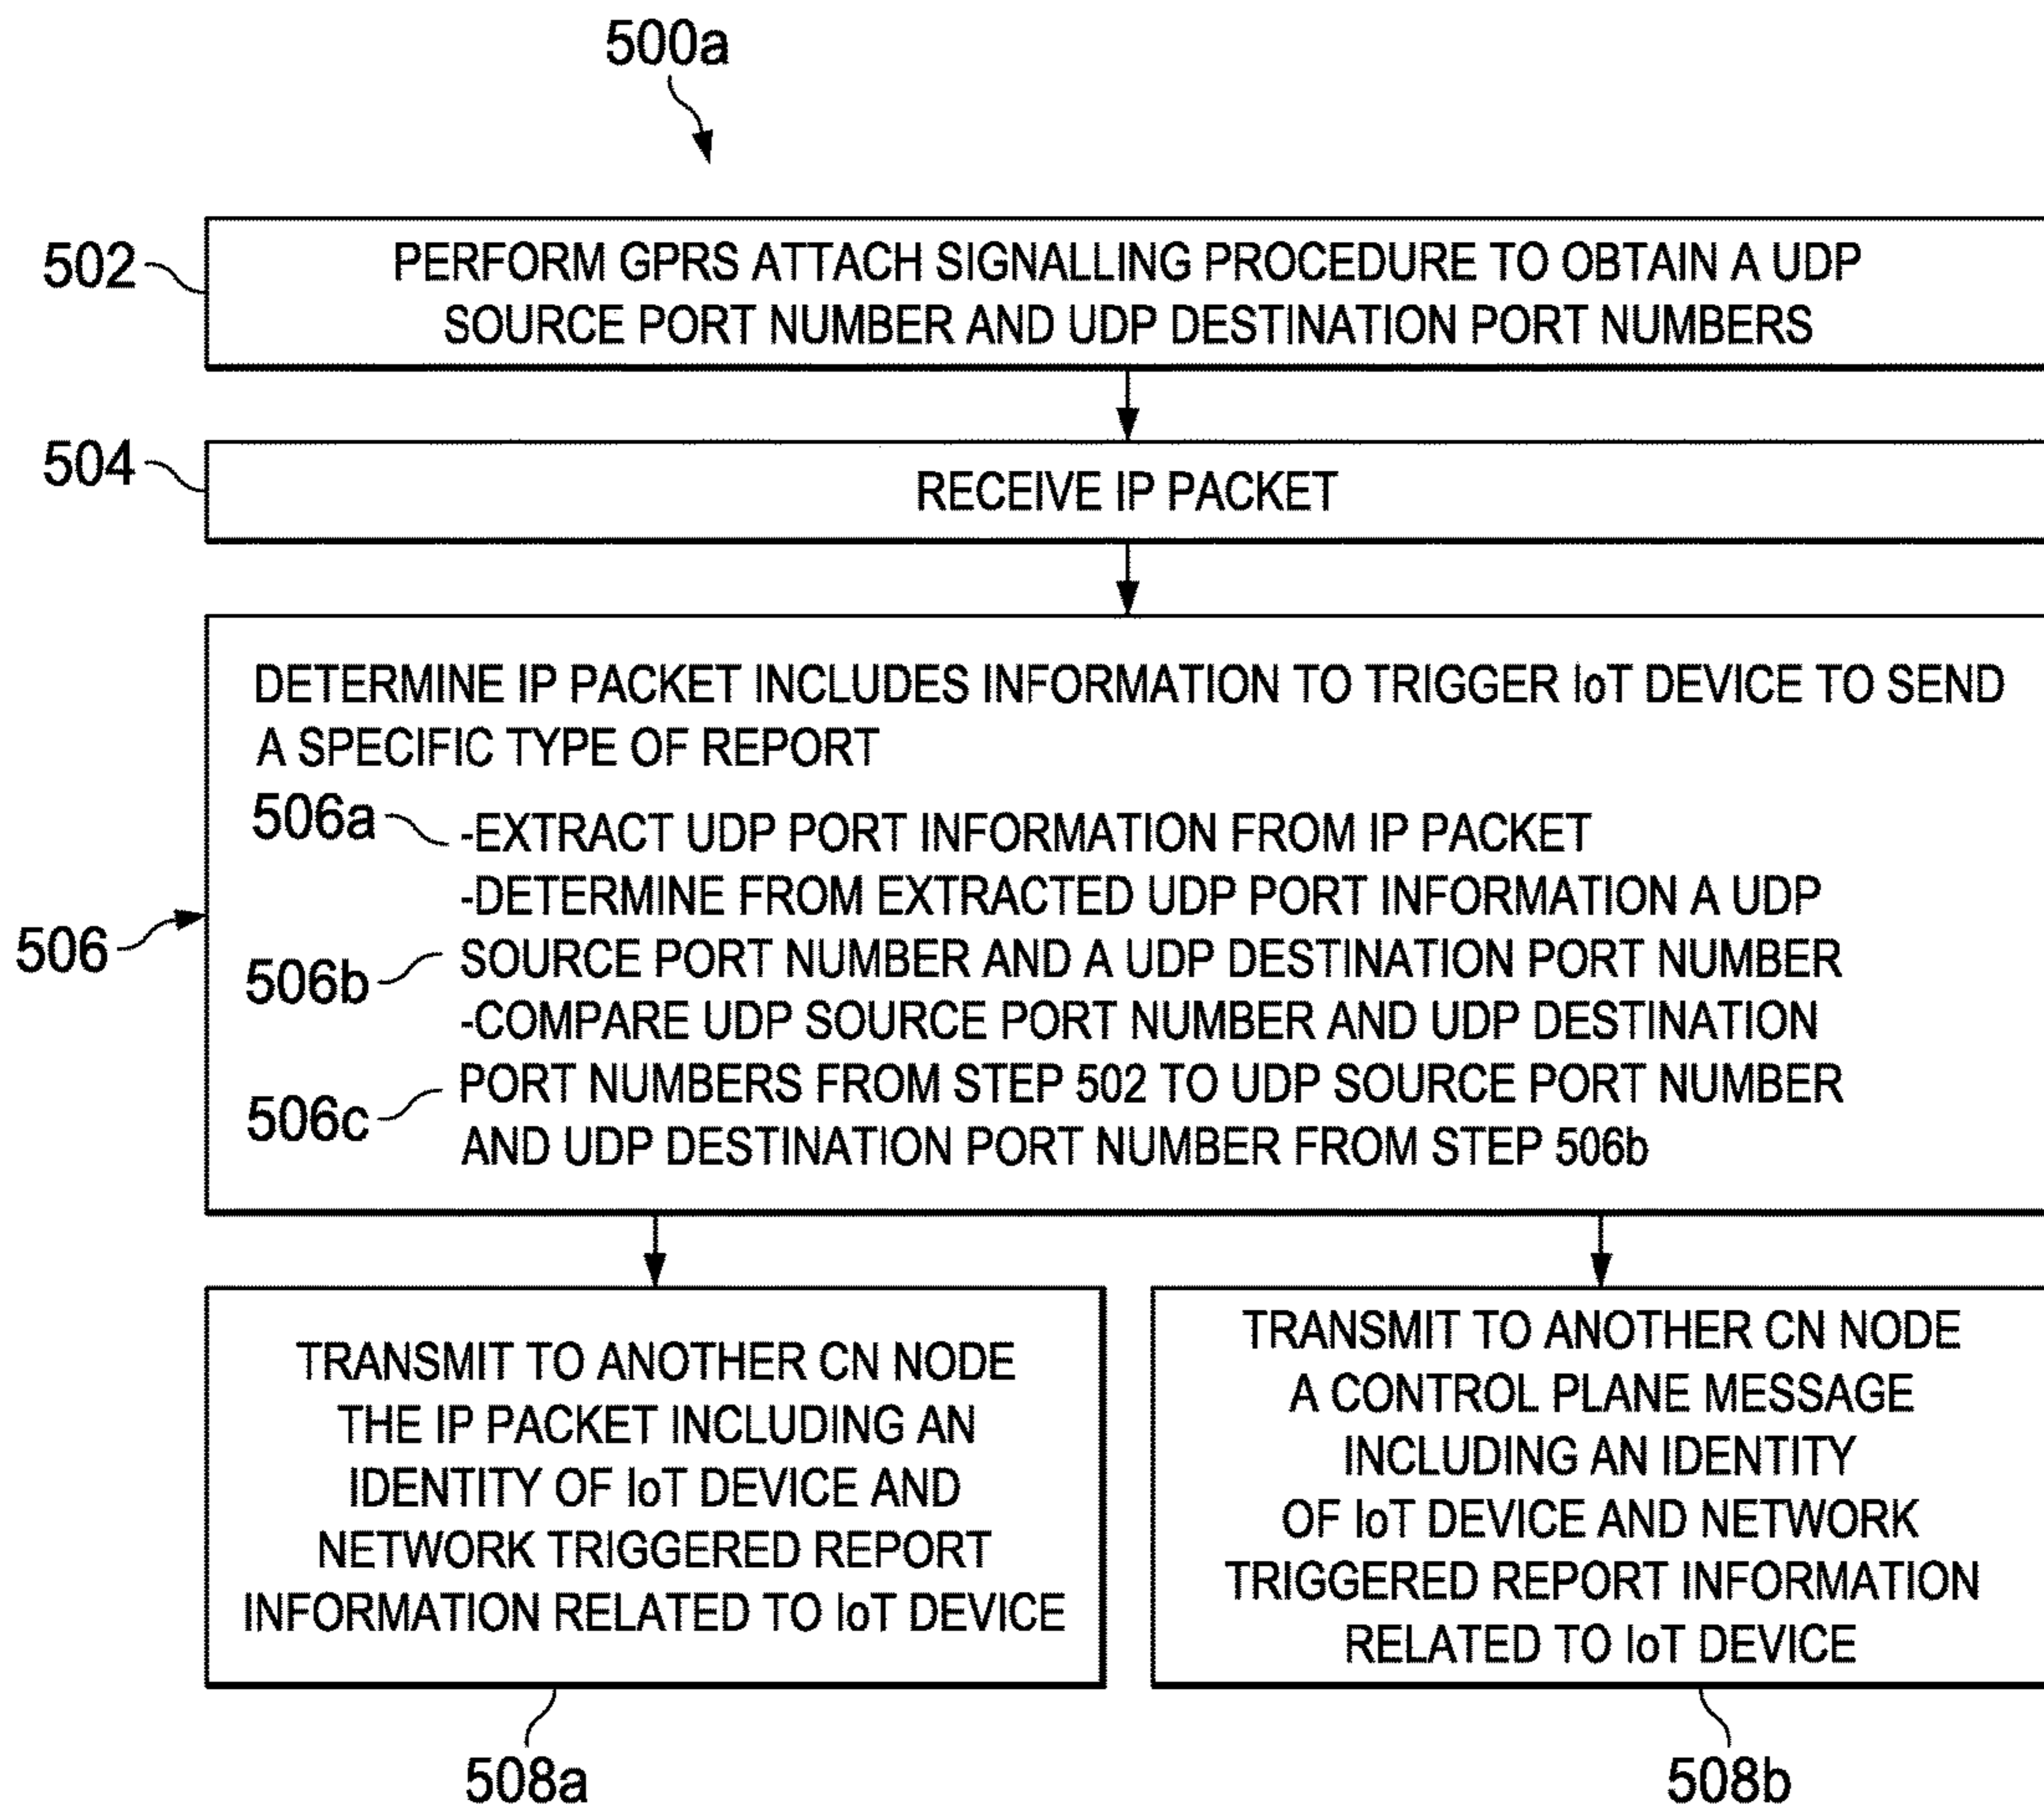 500a
502
PERFORM GPRS ATTACH SIGNALLING PROCEDURE TO OBTAIN A UDP
SOURCE PORT NUMBER AND UDP DESTINATION PORT NUMBERS
504
RECEIVE IP PACKET
506
DETERMINE IP PACKET INCLUDES INFORMATION TO TRIGGER IoT DEVICE TO SEND
A SPECIFIC TYPE OF REPORT
506a
-EXTRACT UDP PORT INFORMATION FROM IP PACKET
-DETERMINE FROM EXTRACTED UDP PORT INFORMATION A UDP
506b
SOURCE PORT NUMBER AND A UDP DESTINATION PORT NUMBER
-COMPARE UDP SOURCE PORT NUMBER AND UDP DESTINATION
506c
PORT NUMBERS FROM STEP 502 TO UDP SOURCE PORT NUMBER
AND UDP DESTINATION PORT NUMBER FROM STEP 506b
TRANSMIT TO ANOTHER CN NODE
THE IP PACKET INCLUDING AN
IDENTITY OF IoT DEVICE AND
NETWORK TRIGGERED REPORT
INFORMATION RELATED TO IoT DEVICE
508a
TRANSMIT TO ANOTHER CN NODE
A CONTROL PLANE MESSAGE
INCLUDING AN IDENTITY
OF IoT DEVICE AND NETWORK
TRIGGERED REPORT INFORMATION
RELATED TO IoT DEVICE
508b